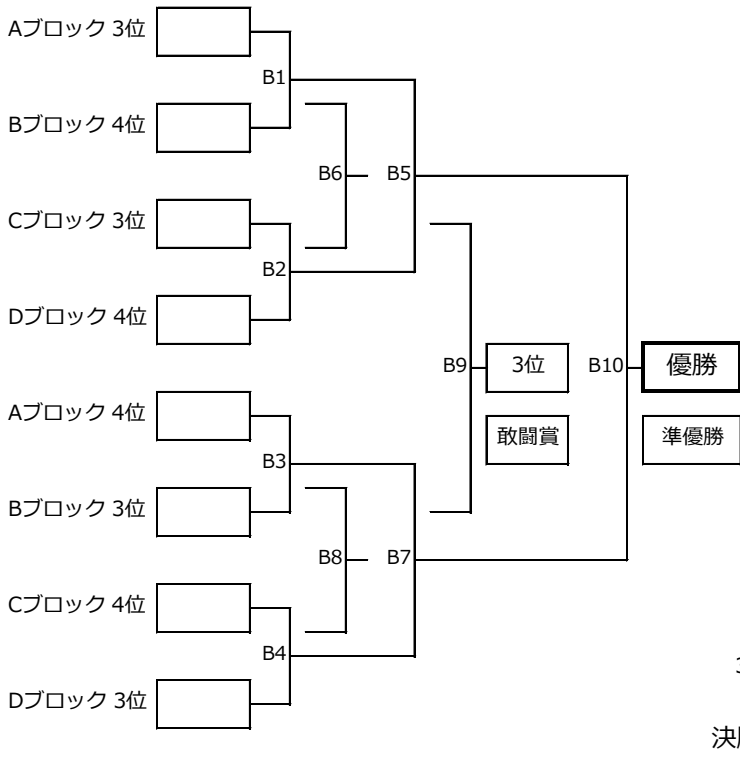 Aブロック 3位
B1
Bブロック 4位
B6
B5
Cブロック 3位
B2
Dブロック 4位
B9
3位
B10
優勝
Aブロック 4位
敢闘賞
準優勝
B3
Bブロック 3位
B8
B7
Cブロック 4位
B4
Dブロック 3位
決